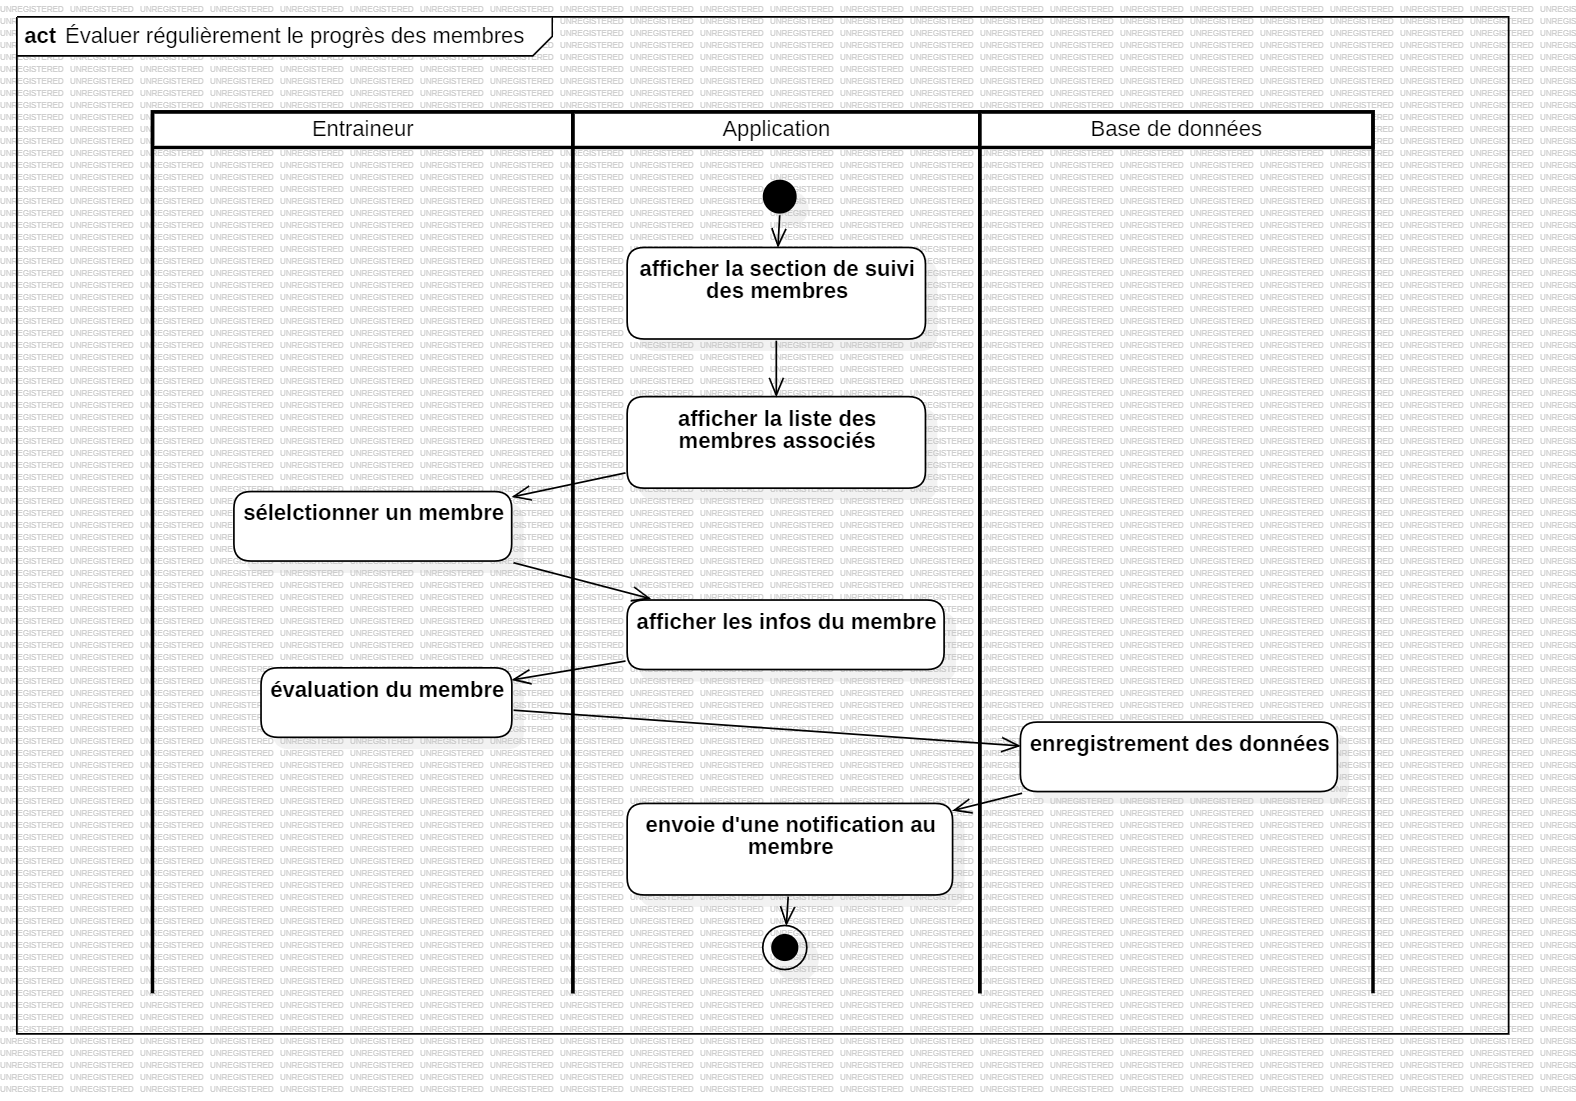 act Évaluer régulièrement le progrès des membres
Entraineur
Application
Base de données
afficher la section de suivi
des membres
afficher la liste des
membres associés
sélelctionner un membre
afficher les infos du membre
évaluation du membre
enregistrement des données
envoie d'une notification au
membre
UNREGISTERED